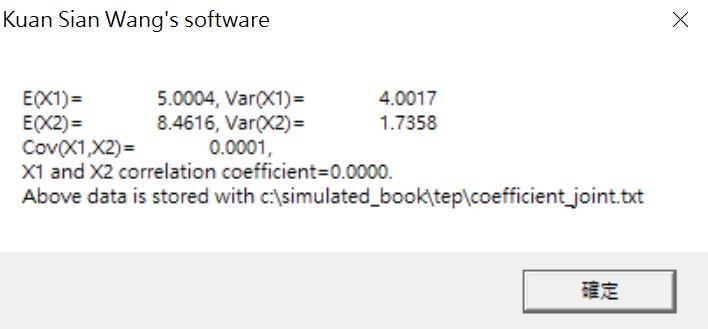 Kuan Sian Wang's software
E(X1)= 5.0004, Var(X1)= 4.0017
E(X2)= 8.4616, Var(X2)= 1.7358
Cov(X1,X2)= 0.0001,
X1 and X2 correlation coefficient=0.0000.
Above data is stored with c:\simulated_book\tep\coefficient_joint.txt
確定